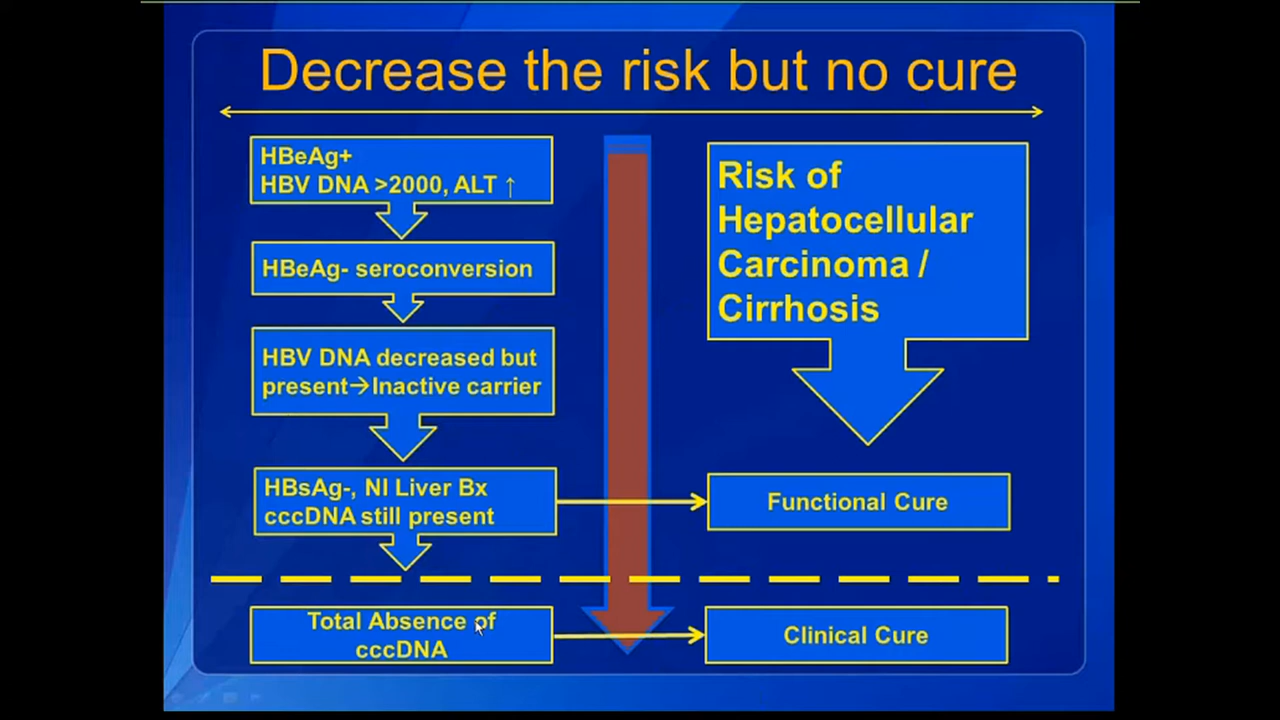 Decrease the risk but no cure
HBeAg+
HBV DNA >2000, ALT ↑
HBeAg- seroconversion
HBV DNA decreased but
present→Inactive carrier
HBsAg-, Nl Liver Bx
cccDNA still present
Total Absence of
cccDNA
Risk of
Hepatocellular
Carcinoma /
Cirrhosis
Functional Cure
Clinical Cure